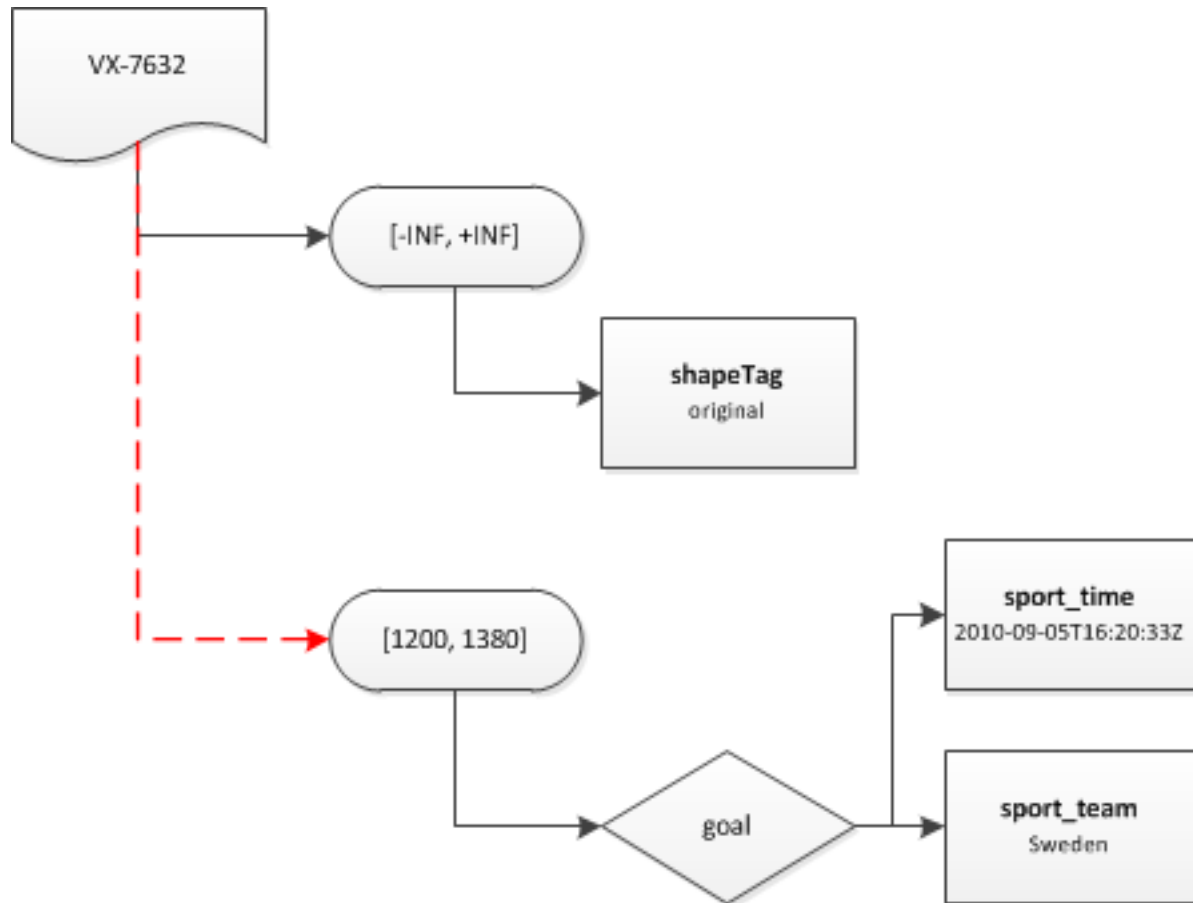 VX-7632
[-INF, +INF]
shapeTag
original
[1200, 1380]
sport_time
2010-09-05T16:20:33Z
goal
sport_team
Sweden